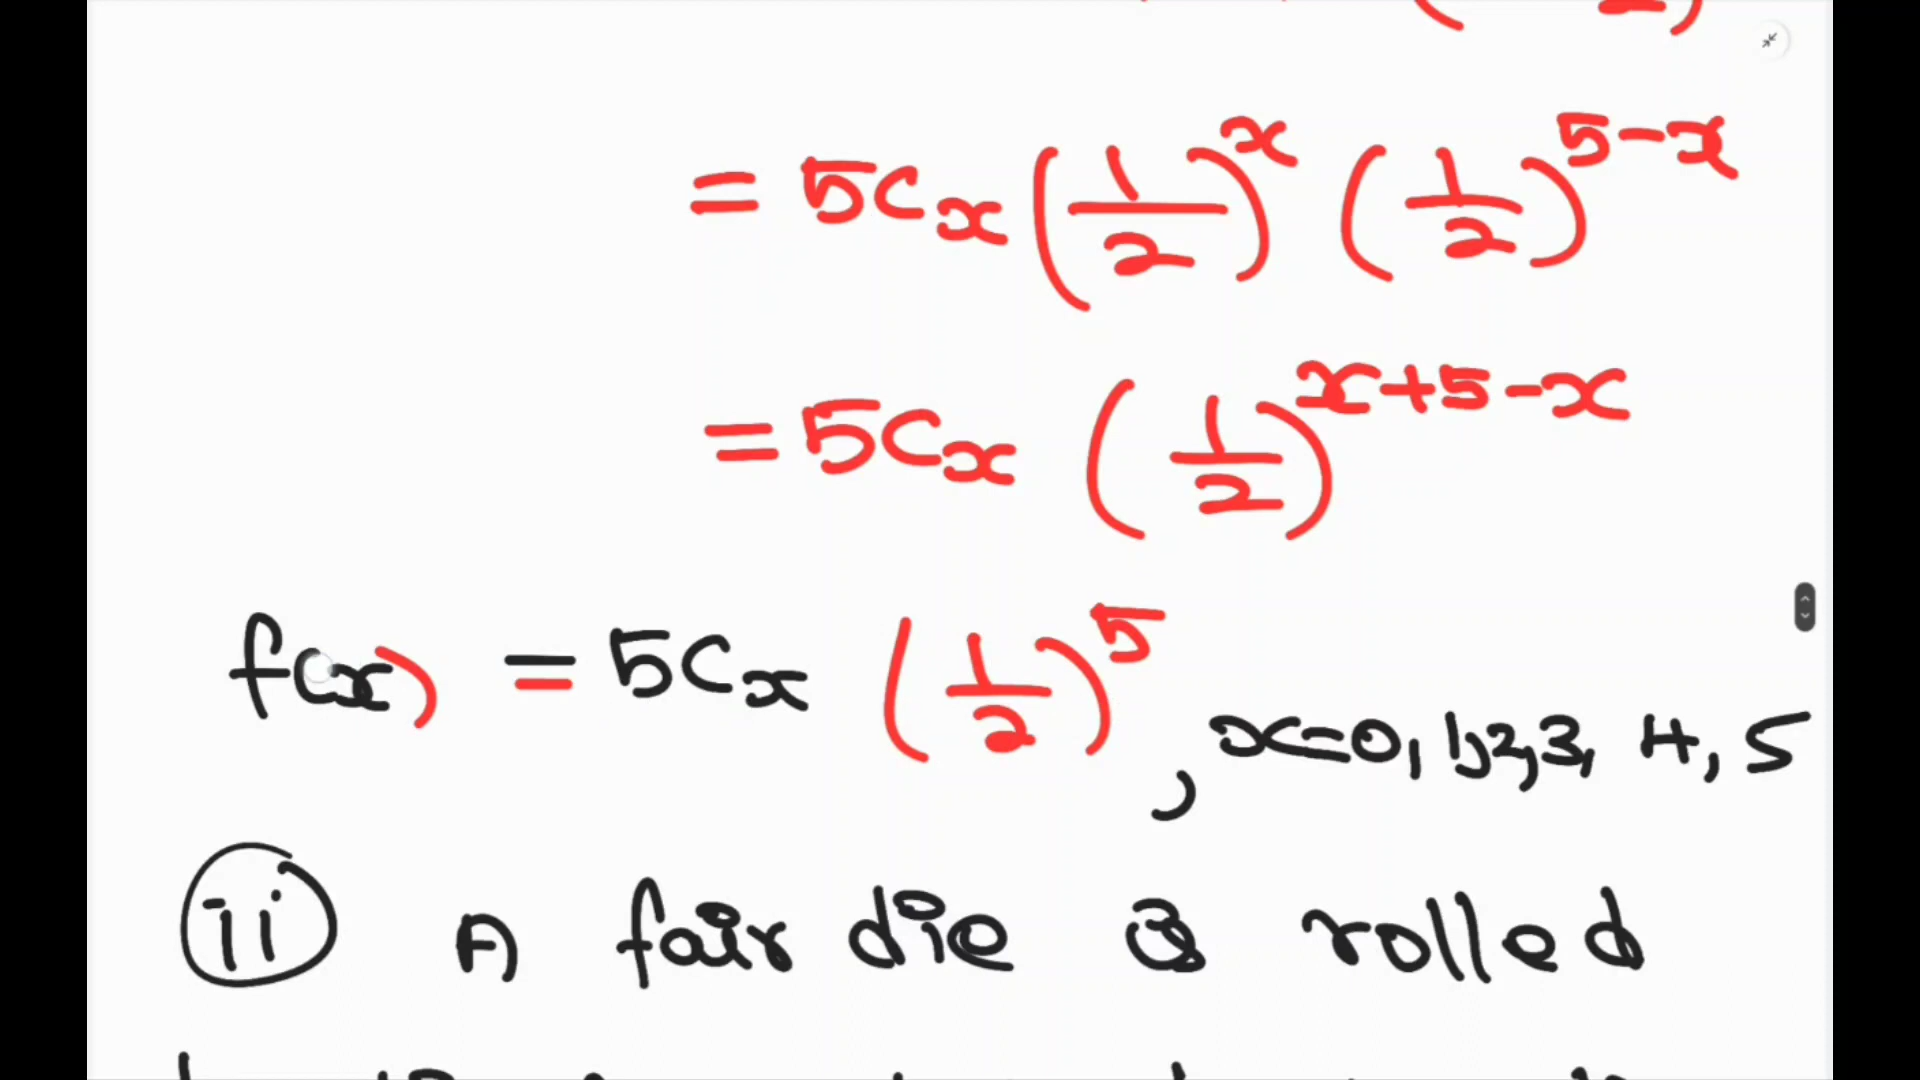 = 5Cx (1/2)^x (1/2)^5-x
= 5Cx (1/2)^x+5-x
f(x) = 5Cx (1/2)^5 , x=0,1,2,3, 4, 5
ii A fair die is rolled